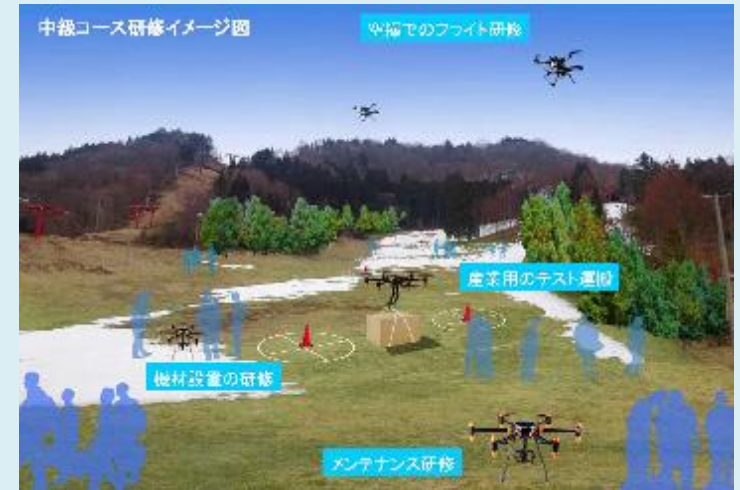 中級コース研修イメージ図
空撮でのフライト研修
産業用のテスト運搬
機材設置の研修
メンテナンス研修